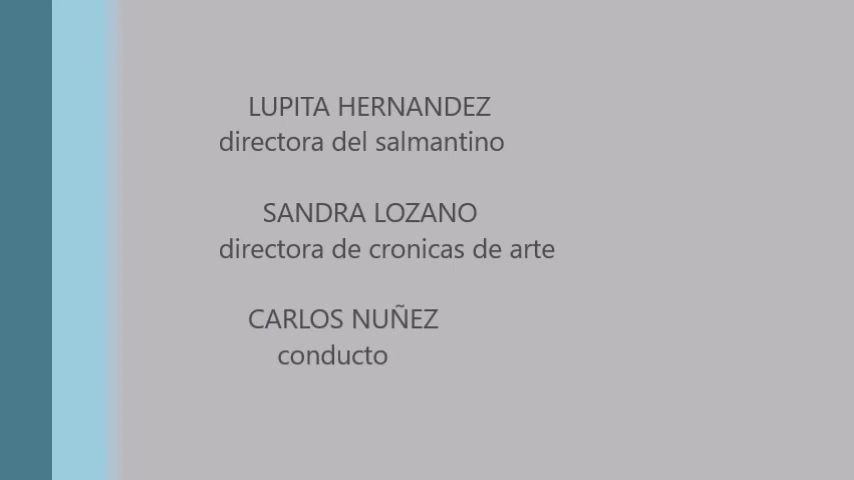 LUPITA HERNANDEZ
directora del salmantino
SANDRA LOZANO
directora de cronicas de arte
CARLOS NUÑEZ
conducto